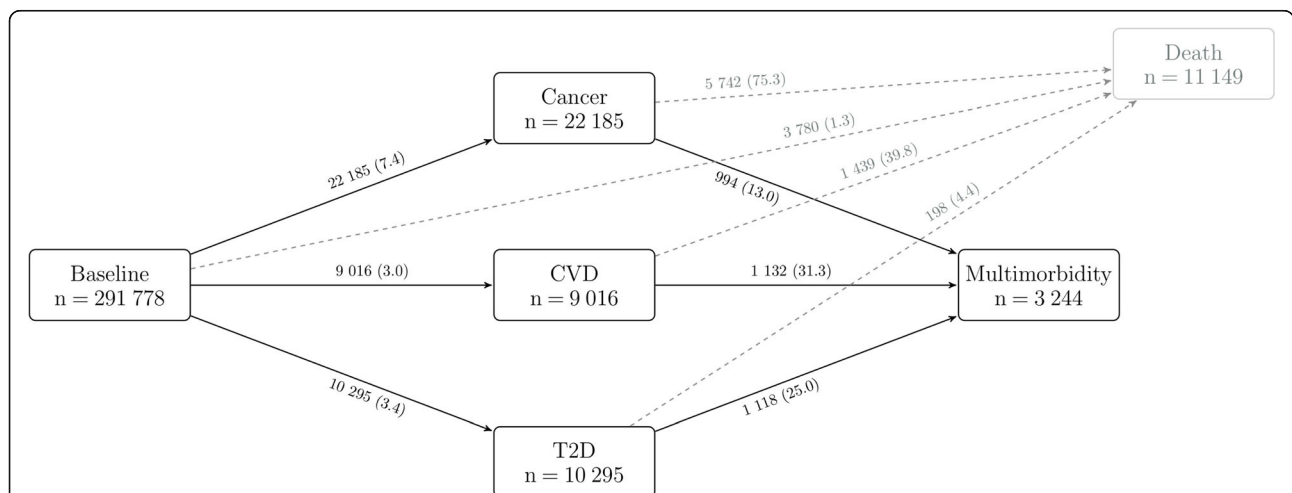 Death
n = 11 149
5 742 (75.3)
Cancer
n = 22 185
3 780 (1.3)
1 439 (39.8)
22 185 (7.4)
994 (13.0)
198 (4.4)
Baseline
n = 291 778
9 016 (3.0)
CVD
n = 9 016
1 132 (31.3)
Multimorbidity
n = 3 244
10 295 (3.4)
1 118 (25.0)
T2D
n = 10 295